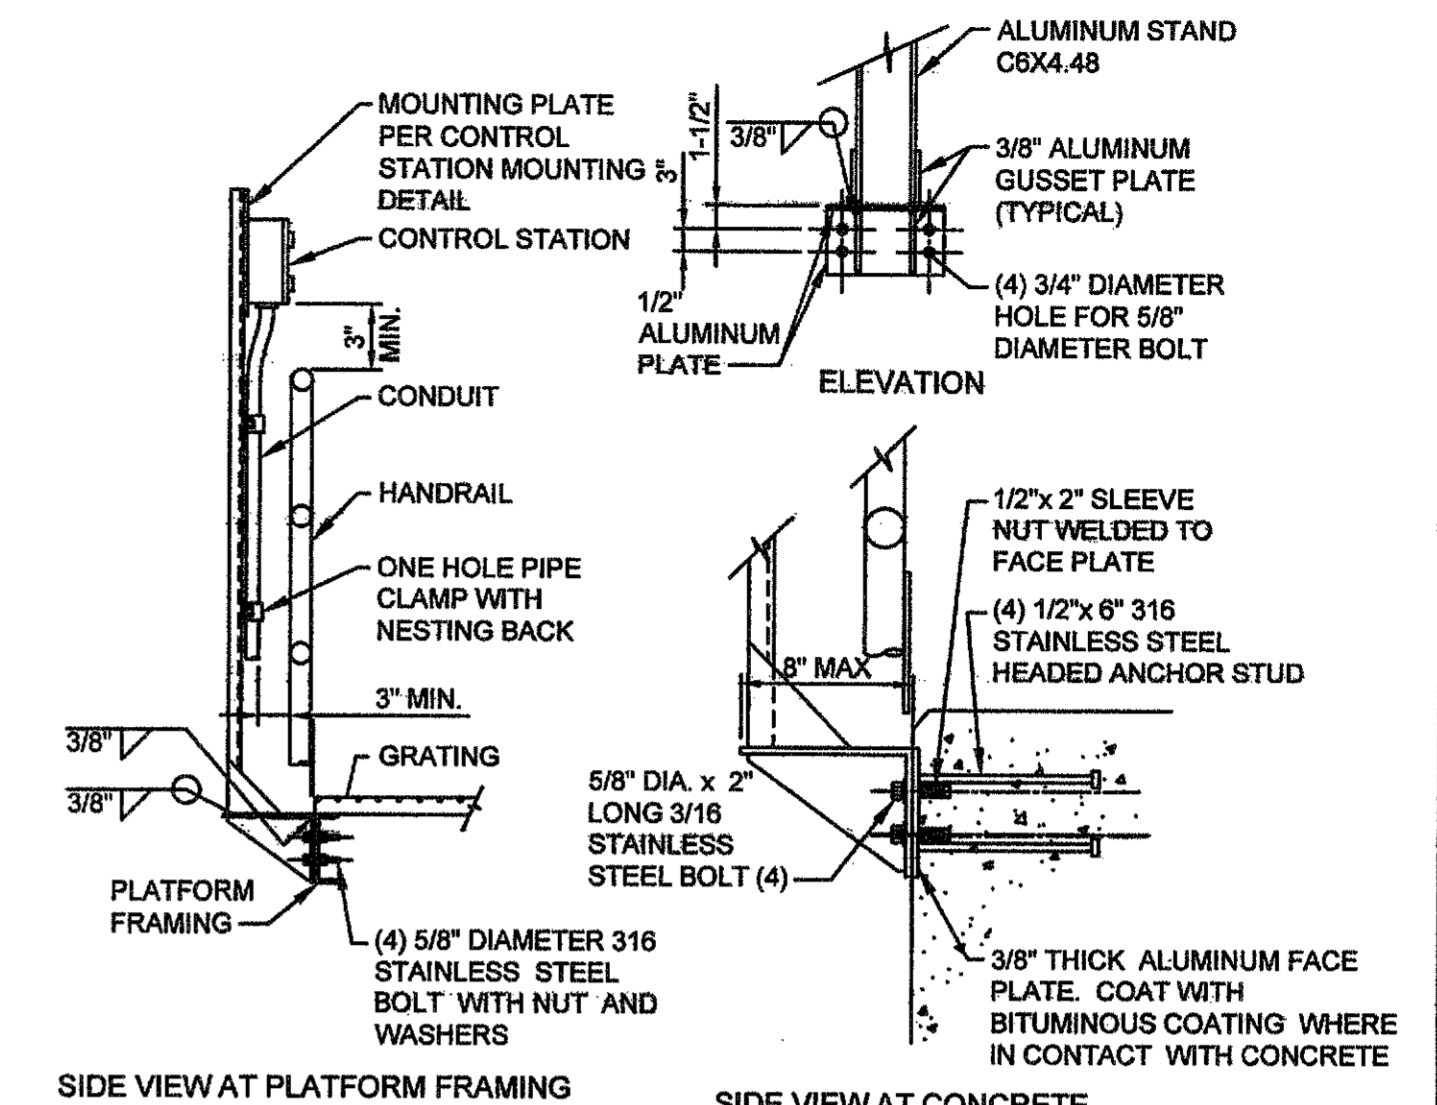 ALUMINUM STAND
C6X4.48
MOUNTING PLATE
PER CONTROL
STATION MOUNTING
DETAIL
CONTROL STATION
3"
MIN.
CONDUIT
HANDRAIL
ONE HOLE PIPE
CLAMP WITH
NESTING BACK
3" MIN.
GRATING
3/8"
3/8"
PLATFORM
FRAMING
(4) 5/8" DIAMETER 316
STAINLESS STEEL
BOLT WITH NUT AND
WASHERS
SIDE VIEW AT PLATFORM FRAMING
3/8"
1-1/2"
3"
3/8" ALUMINUM
GUSSET PLATE
(TYPICAL)
(4) 3/4" DIAMETER
HOLE FOR 5/8"
DIAMETER BOLT
1/2"
ALUMINUM
PLATE
ELEVATION
1/2"x 2" SLEEVE
NUT WELDED TO
FACE PLATE
(4) 1/2"x 6" 316
STAINLESS STEEL
HEADED ANCHOR STUD
8" MAX
5/8" DIA. x 2"
LONG 3/16
STAINLESS
STEEL BOLT (4)
3/8" THICK ALUMINUM FACE
PLATE. COAT WITH
BITUMINOUS COATING WHERE
IN CONTACT WITH CONCRETE
SIDE VIEW AT CONCRETE